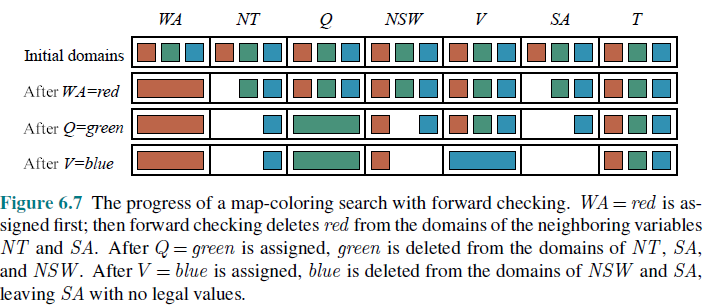 WA NT Q NSW V SA T
Initial domains
After WA=red
After Q=green
After V=blue
Figure 6.7 The progress of a map-coloring search with forward checking. WA = red is as-
signed first; then forward checking deletes red from the domains of the neighboring variables
NT and SA. After Q = green is assigned, green is deleted from the domains of NT, SA,
and NSW. After V = blue is assigned, blue is deleted from the domains of NSW and SA,
leaving SA with no legal values.